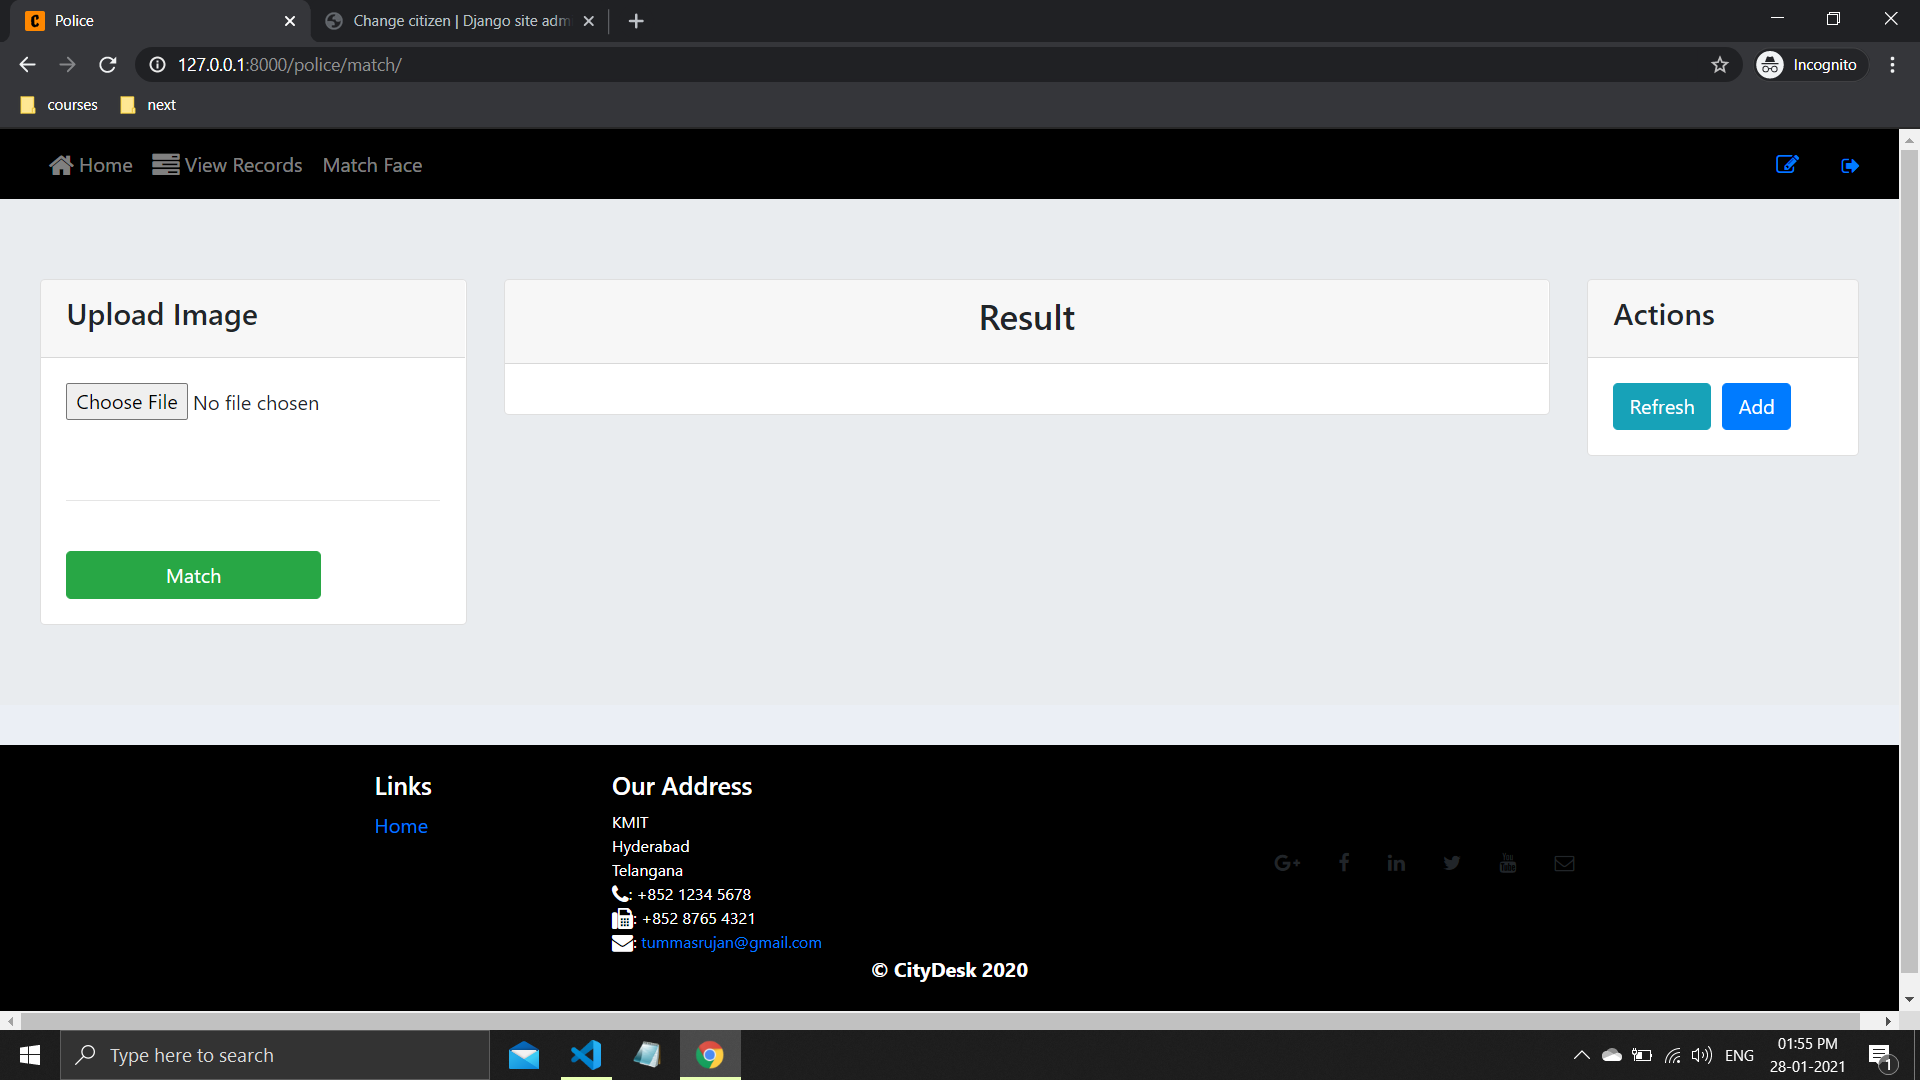 Police
Change citizen | Django site adm
127.0.0.1:8000/police/match/
Incognito
courses
next
Home
View Records
Match Face
Upload Image
Choose File No file chosen
Match
Result
Actions
Refresh
Add
Links
Home
Our Address
KMIT
Hyderabad
Telangana
: +852 1234 5678
: +852 8765 4321
: tummasrujan@gmail.com
© CityDesk 2020
Type here to search
ENG
01:55 PM
28-01-2021
1